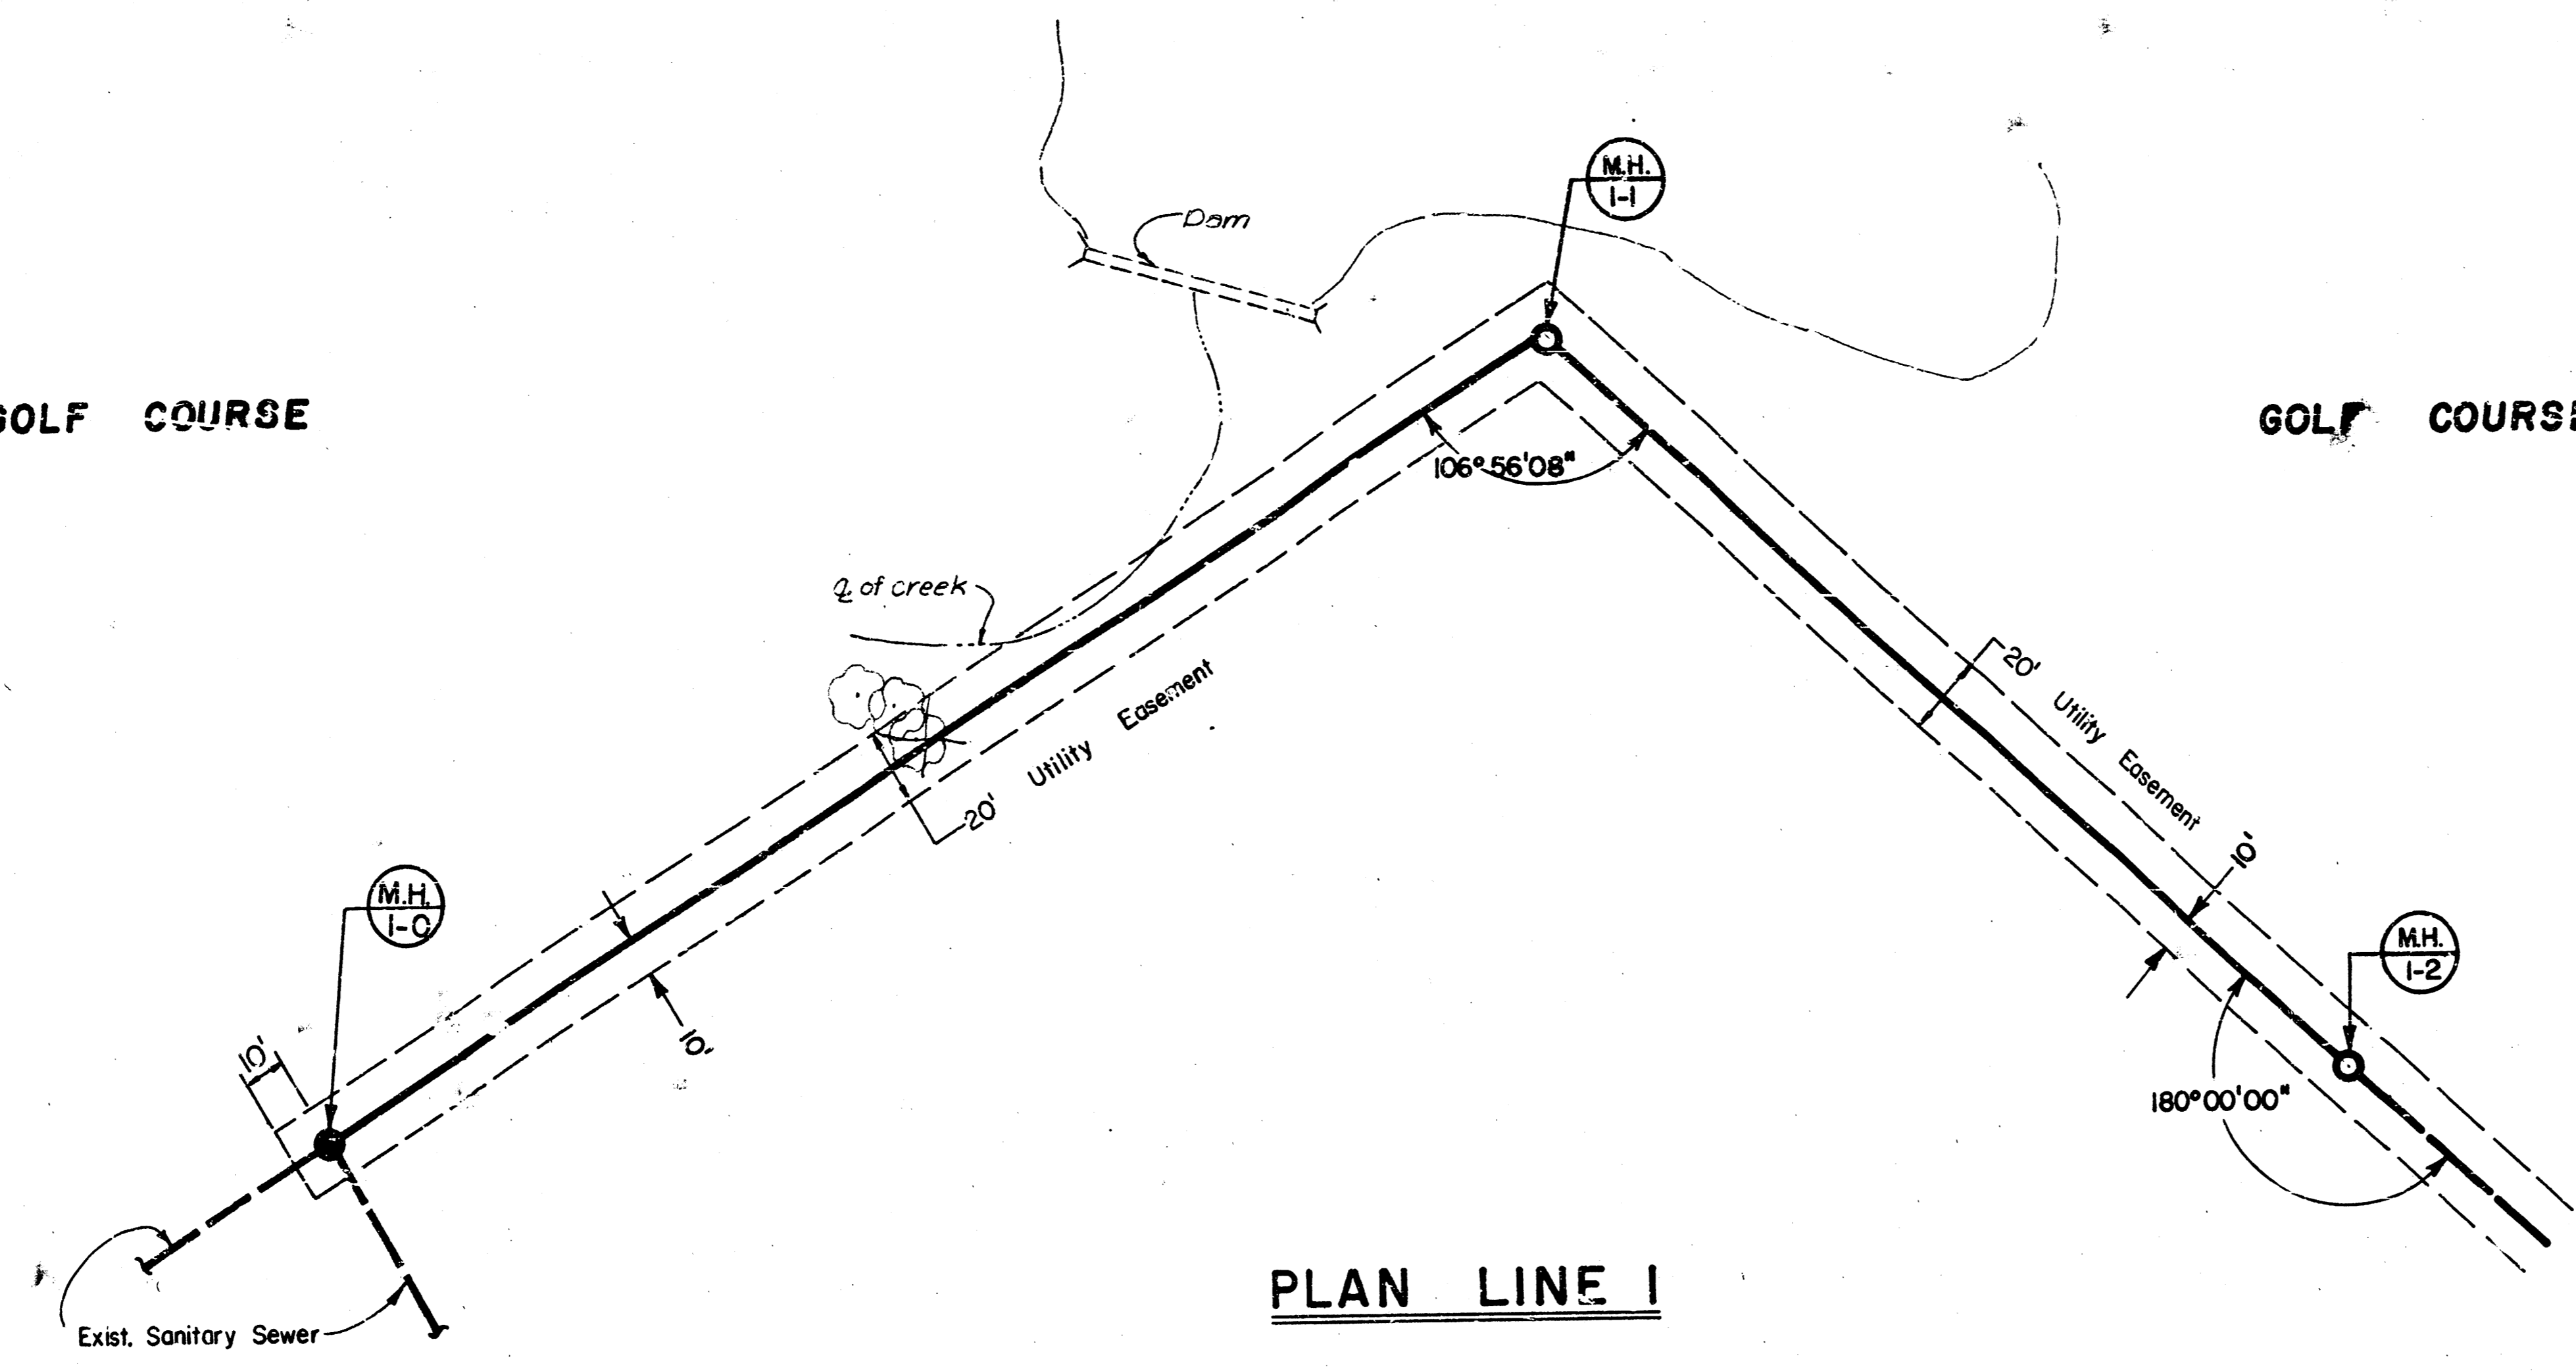 M.H.
1-1
Dam
GOLF COURSE
GOLF COURSE
106°56'08"
℄ of creek
20' Utility Easement
20' Utility Easement
10'
M.H.
1-0
M.H.
1-2
10'
10'
180°00'00"
PLAN LINE 1
Exist. Sanitary Sewer